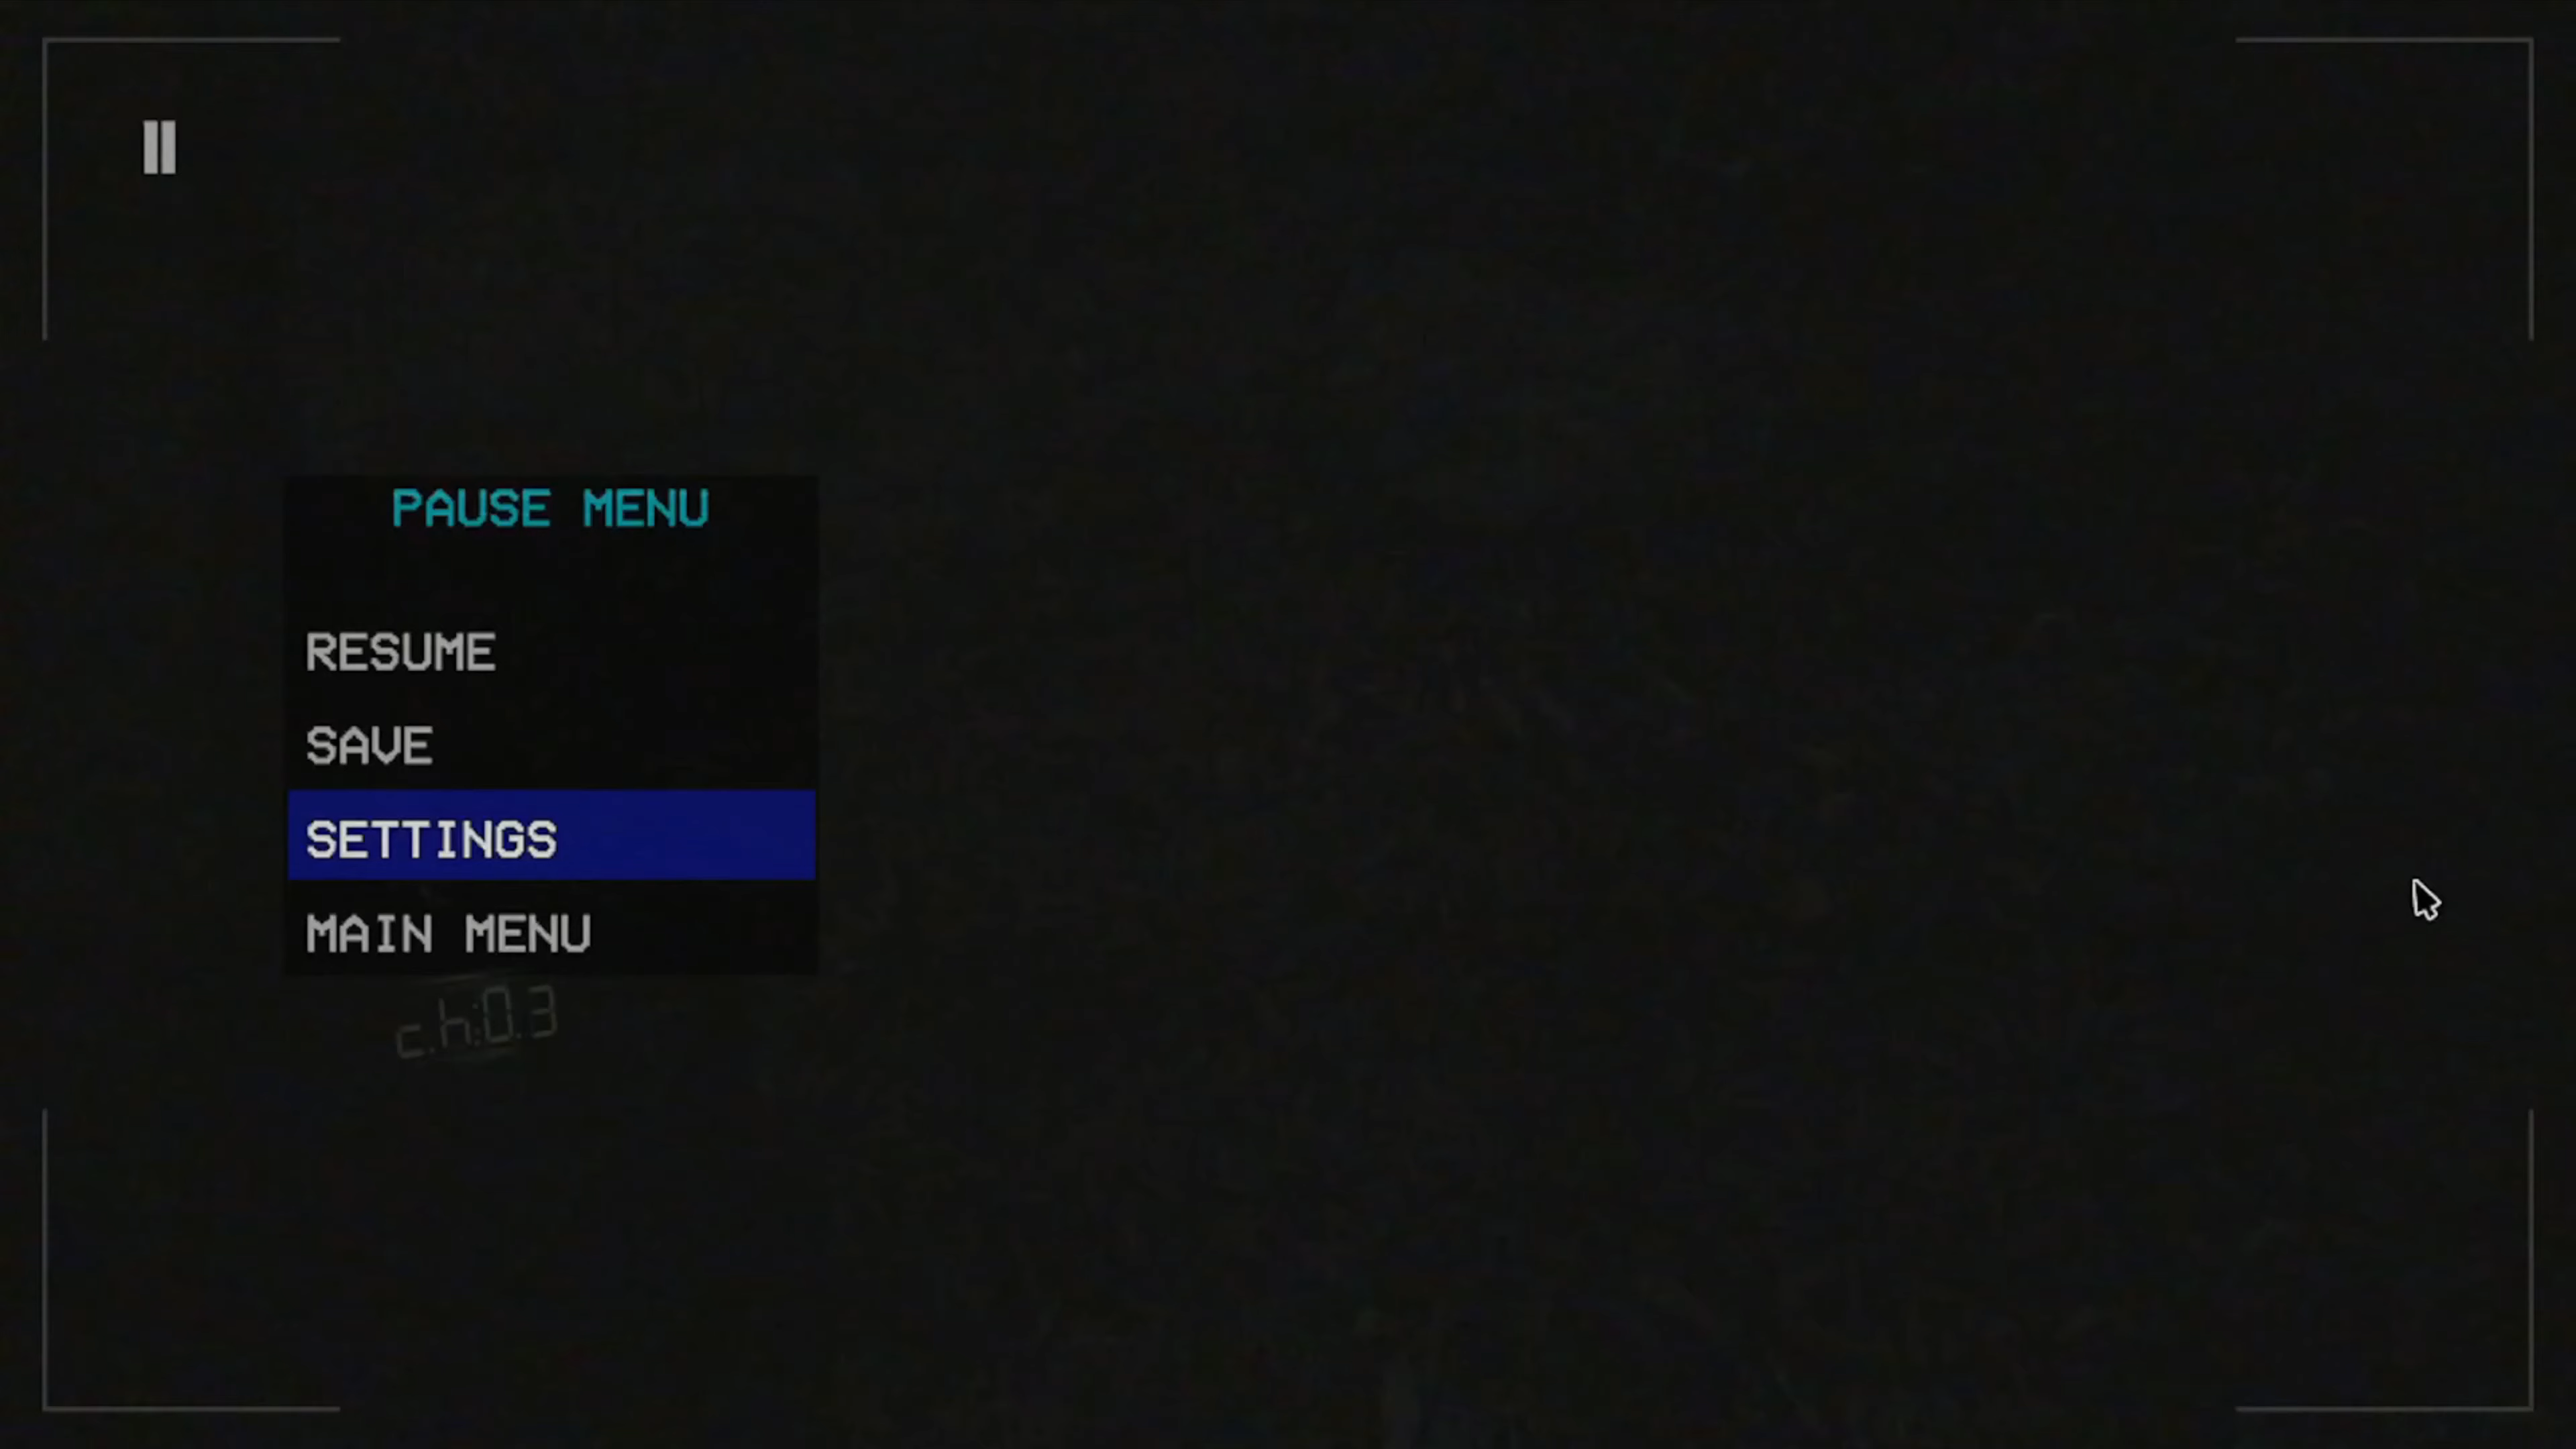 PAUSE MENU
RESUME
SAVE
SETTINGS
MAIN MENU
c.h:0.3